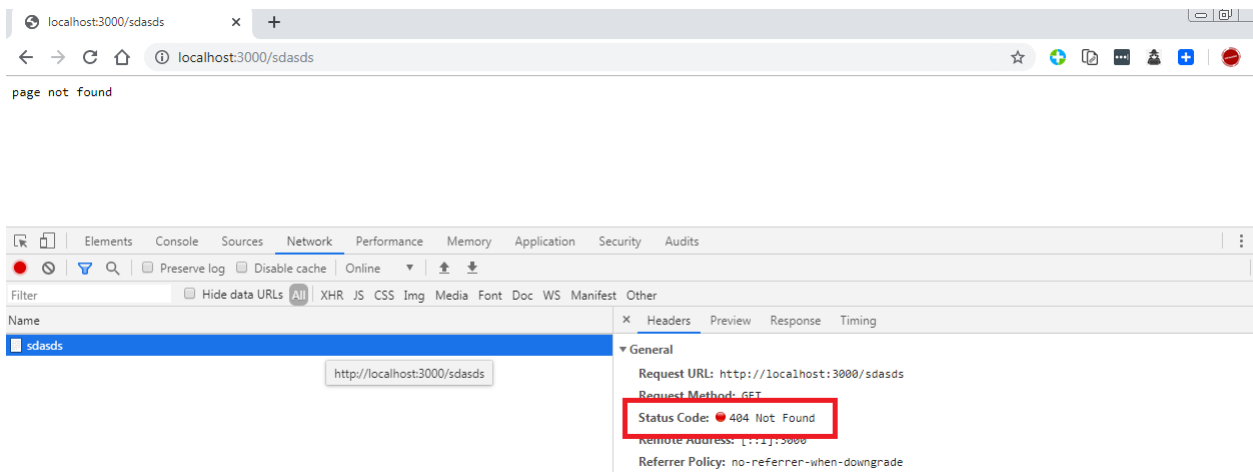 localhost:3000/sdasds
localhost:3000/sdasds
page not found
Elements Console Sources Network Performance Memory Application Security Audits
Preserve log Disable cache Online
Filter Hide data URLs All XHR JS CSS Img Media Font Doc WS Manifest Other
Name
Headers Preview Response Timing
sdasds
http://localhost:3000/sdasds
General
Request URL: http://localhost:3000/sdasds
Request Method: GET
Status Code: 404 Not Found
Remote Address: [::1]:3000
Referrer Policy: no-referrer-when-downgrade